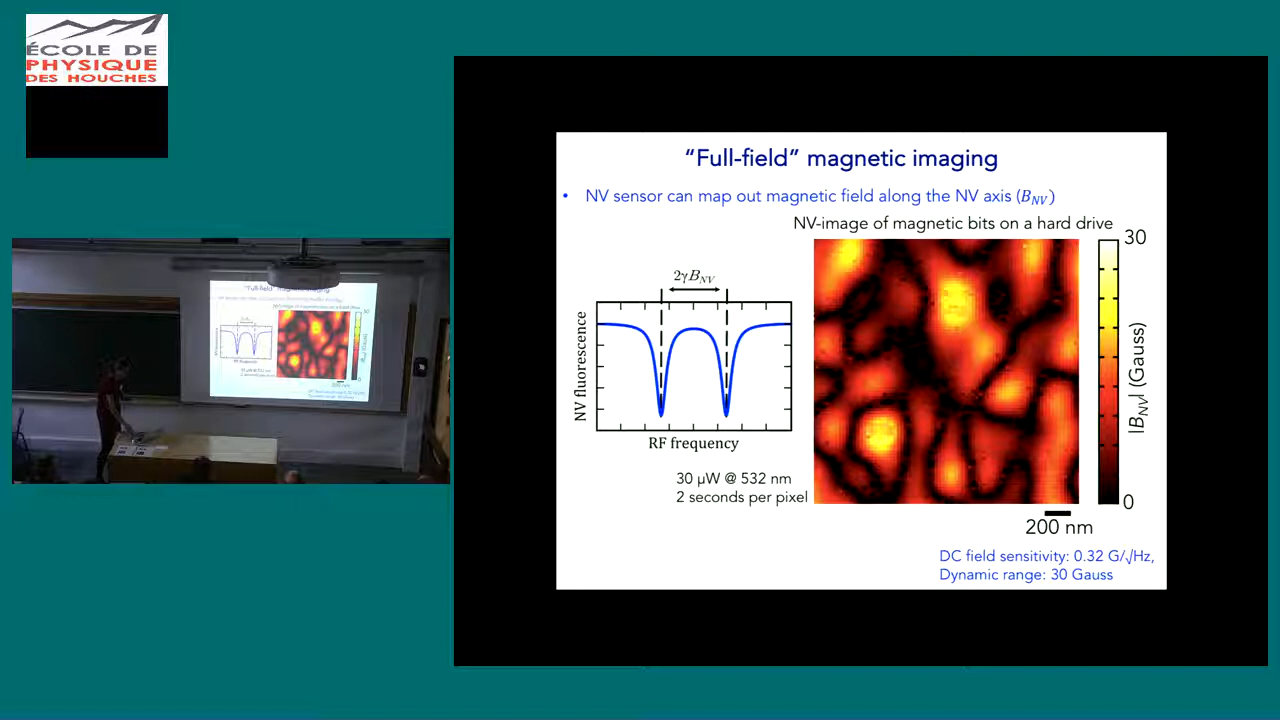 ÉCOLE DE
PHYSIQUE
DES HOUCHES
“Full-field” magnetic imaging
• NV sensor can map out magnetic field along the NV axis (B_NV)
NV-image of magnetic bits on a hard drive
2γB_NV
NV fluorescence
RF frequency
30 µW @ 532 nm
2 seconds per pixel
30
|B_NV| (Gauss)
0
200 nm
DC field sensitivity: 0.32 G/√Hz,
Dynamic range: 30 Gauss